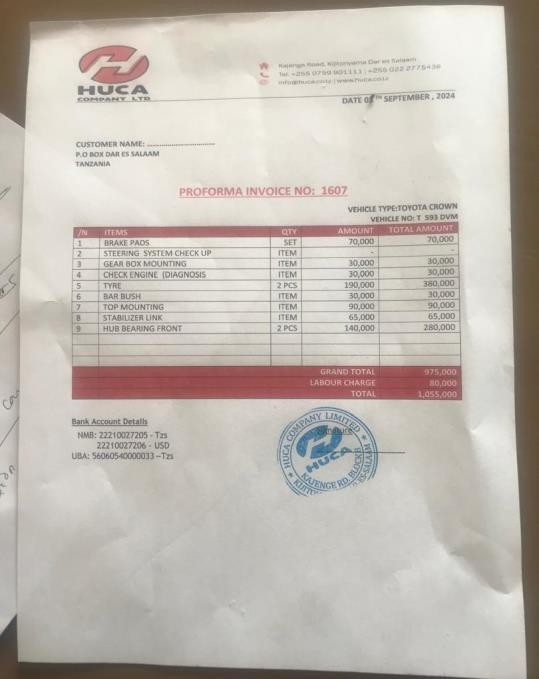 HUCA
COMPANY LTD
Kajenga Road, Kijitonyama Dar es Salaam
Tel: +255 0759 901111 | +255 022 2775436
info@huca.co.tz | www.huca.co.tz
DATE 0 TH SEPTEMBER , 2024
CUSTOMER NAME: ................................
P.O BOX DAR ES SALAAM
TANZANIA
PROFORMA INVOICE NO: 1607
VEHICLE TYPE:TOYOTA CROWN
VEHICLE NO: T 593 DVM
/N ITEMS QTY AMOUNT TOTAL AMOUNT
1 BRAKE PADS SET 70,000 70,000
2 STEERING SYSTEM CHECK UP ITEM - -
3 GEAR BOX MOUNTING ITEM 30,000 30,000
4 CHECK ENGINE (DIAGNOSIS ITEM 30,000 30,000
5 TYRE 2 PCS 190,000 380,000
6 BAR BUSH ITEM 30,000 30,000
7 TOP MOUNTING ITEM 90,000 90,000
8 STABILIZER LINK ITEM 65,000 65,000
9 HUB BEARING FRONT 2 PCS 140,000 280,000
GRAND TOTAL 975,000
LABOUR CHARGE 80,000
TOTAL 1,055,000
Bank Account Details
NMB: 22210027205 - Tzs
22210027206 - USD
UBA: 56060540000033 –Tzs
Signature
HUCA COMPANY LIMITED
HUCA
KAJENGE RD, BLOCK